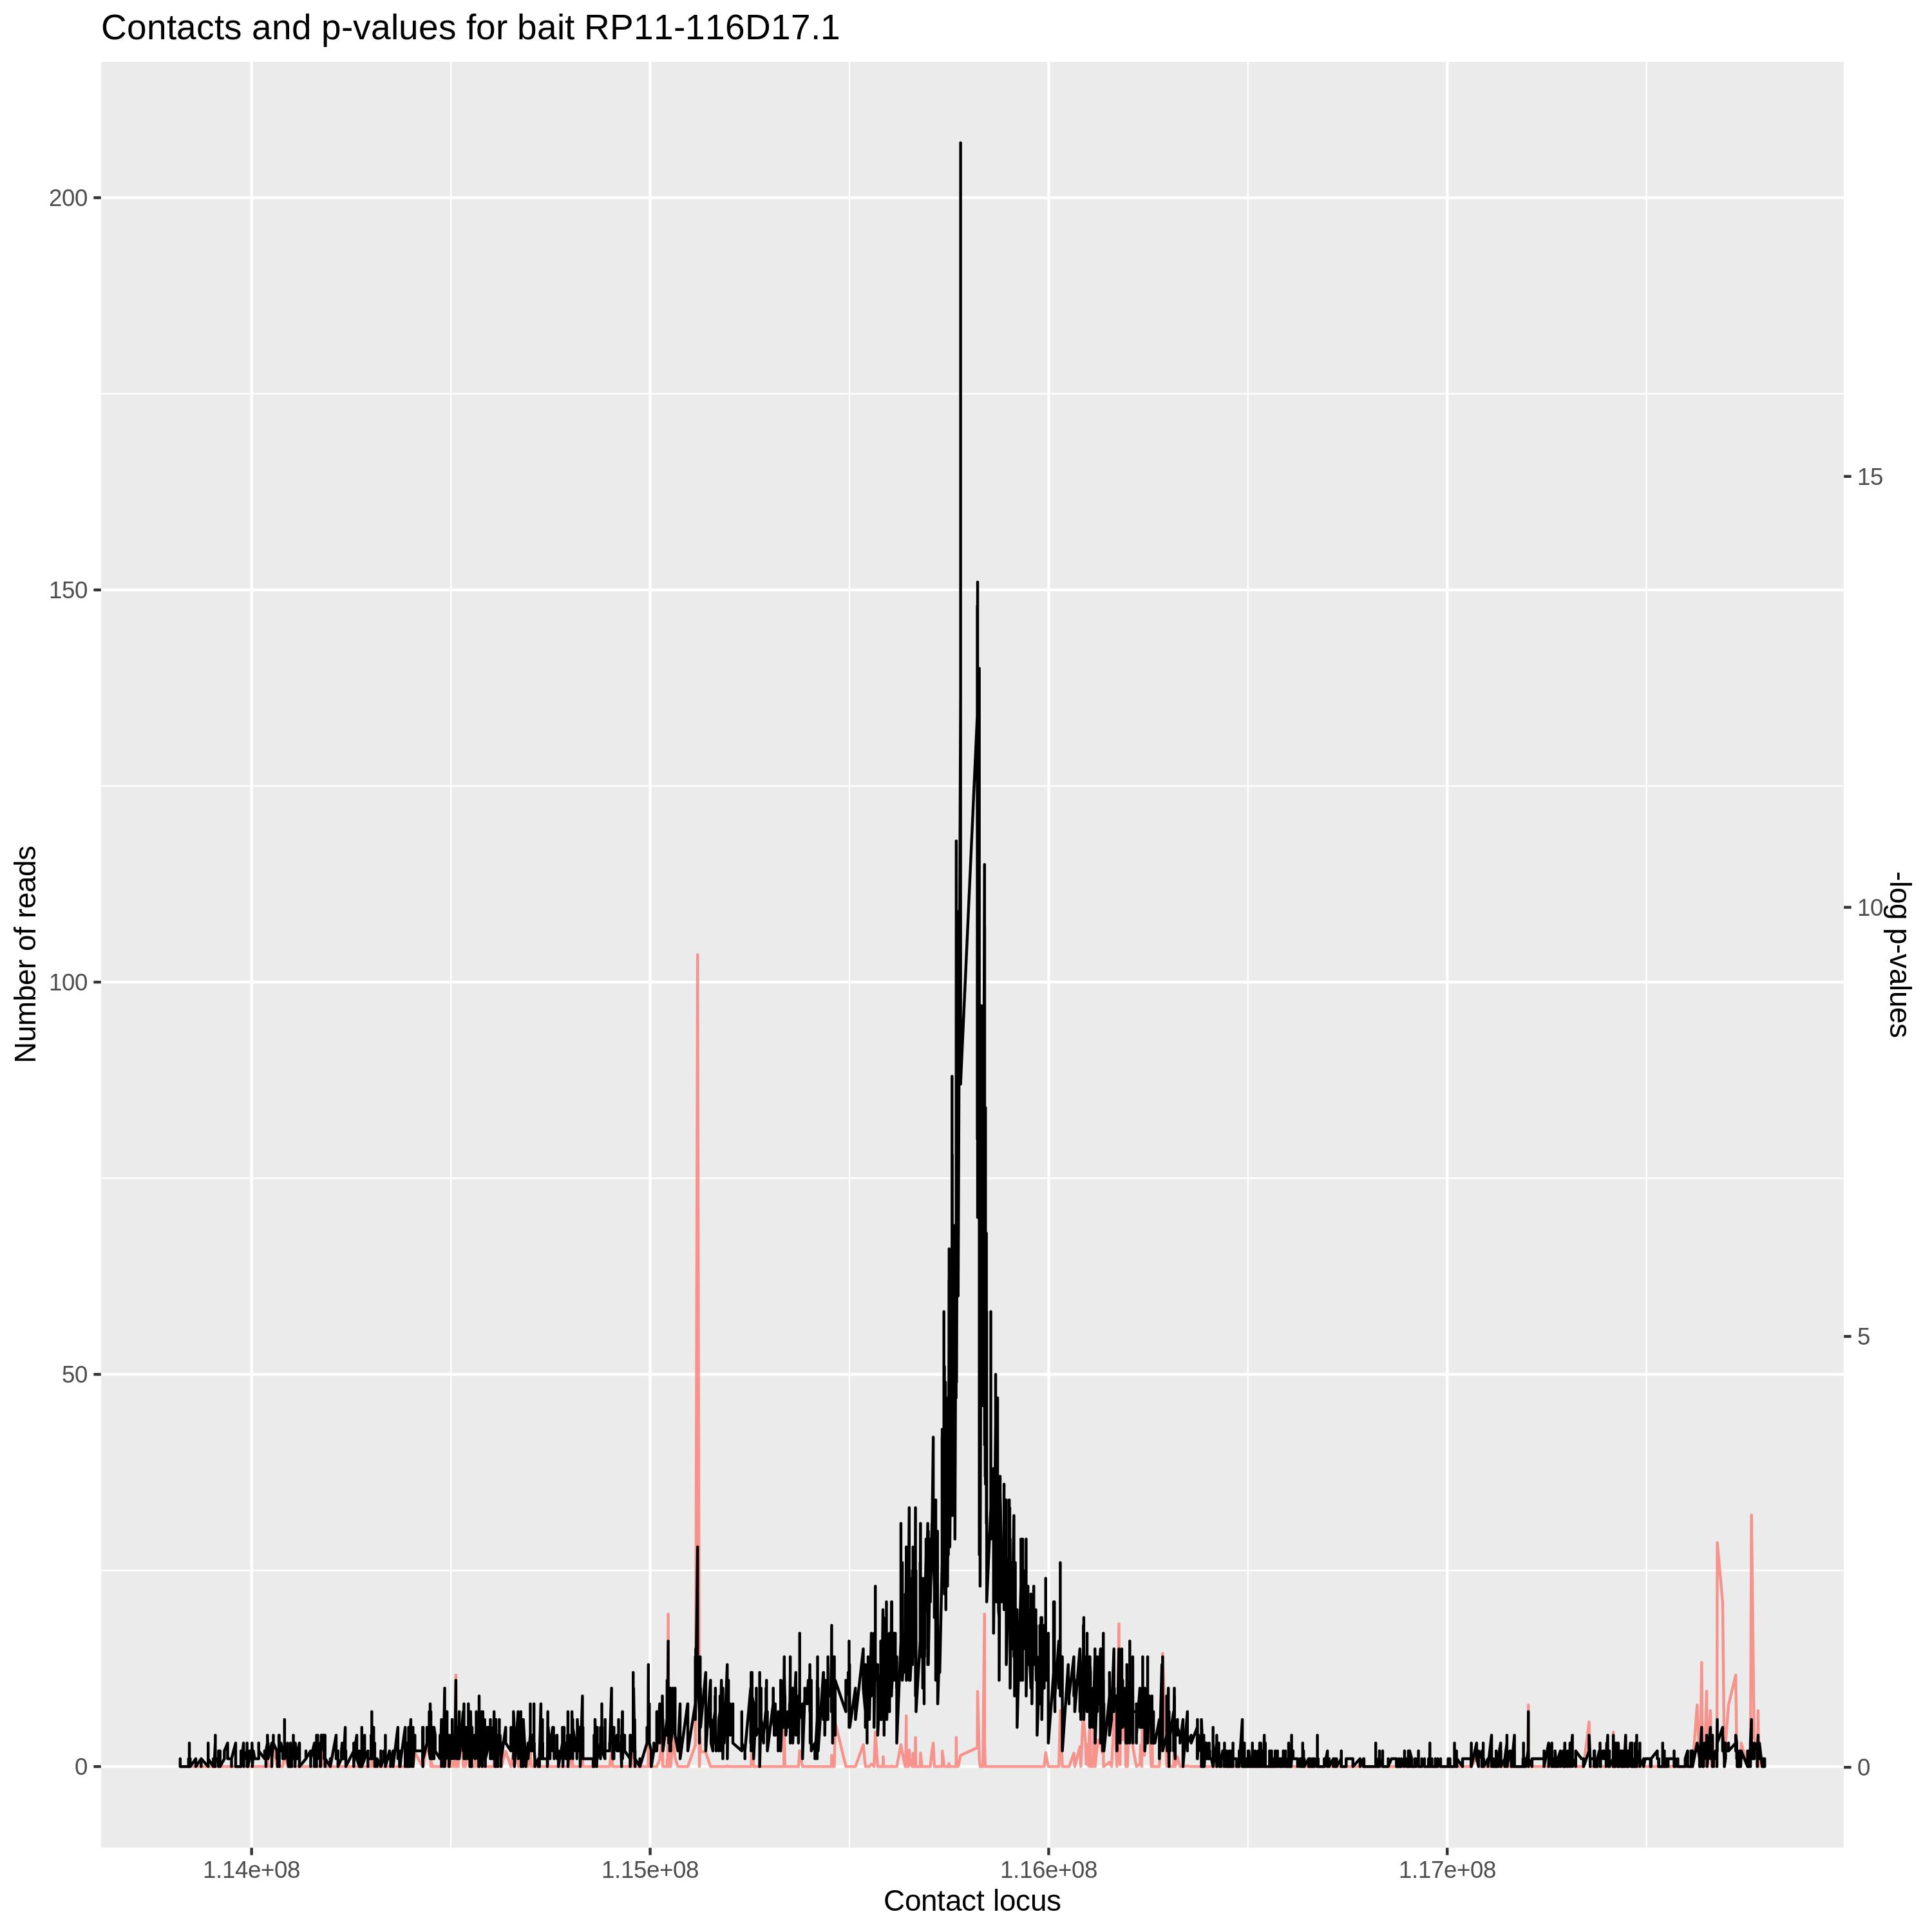 Contacts and p-values for bait RP11-116D17.1
200
150
100
50
0
Number of reads
15
10
5
0
-log p-values
1.14e+08
1.15e+08
1.16e+08
1.17e+08
Contact locus